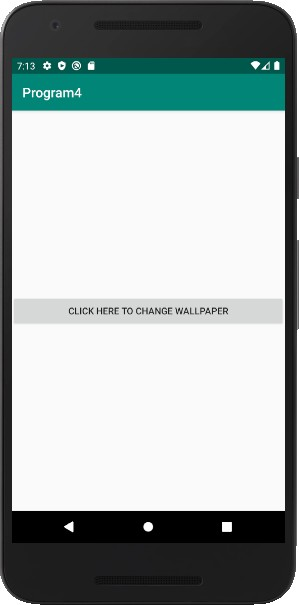 7:13
Program4
CLICK HERE TO CHANGE WALLPAPER